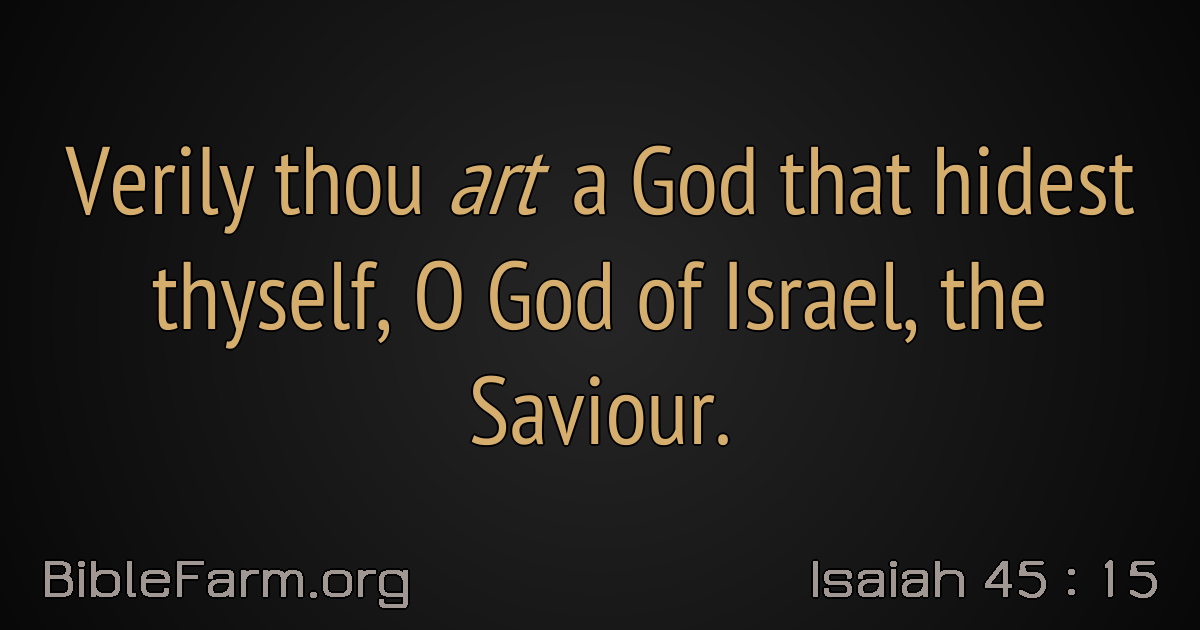 Verily thou art a God that hidest
thyself, O God of Israel, the
Saviour.
BibleFarm.org
Isaiah 45 : 15